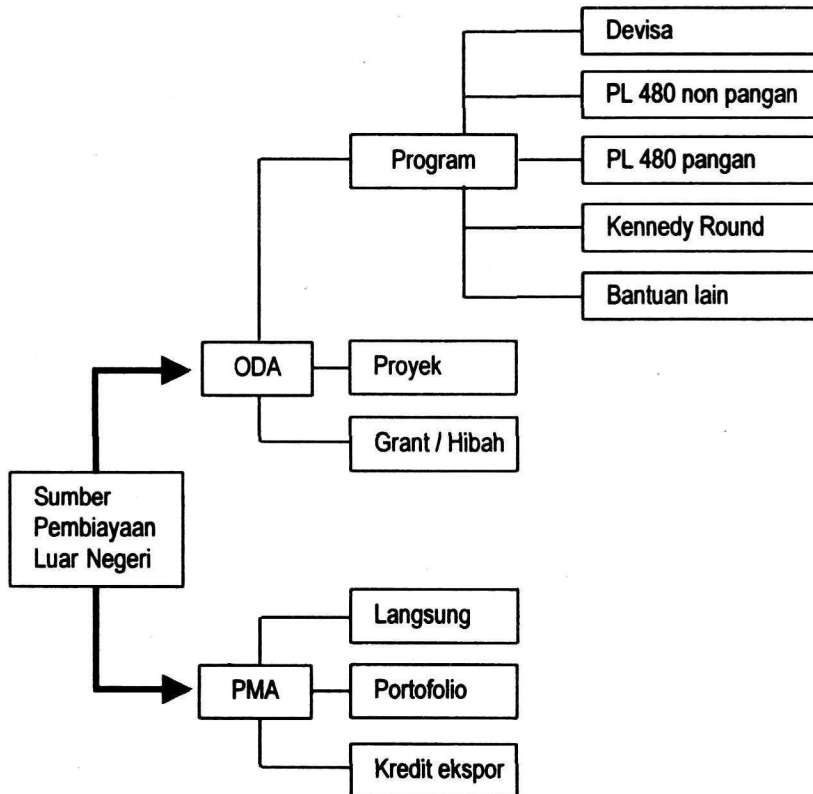 Devisa
PL 480 non pangan
Program
PL 480 pangan
Kennedy Round
Bantuan lain
ODA
Proyek
Grant / Hibah
Sumber
Pembiayaan
Luar Negeri
Langsung
PMA
Portofolio
Kredit ekspor